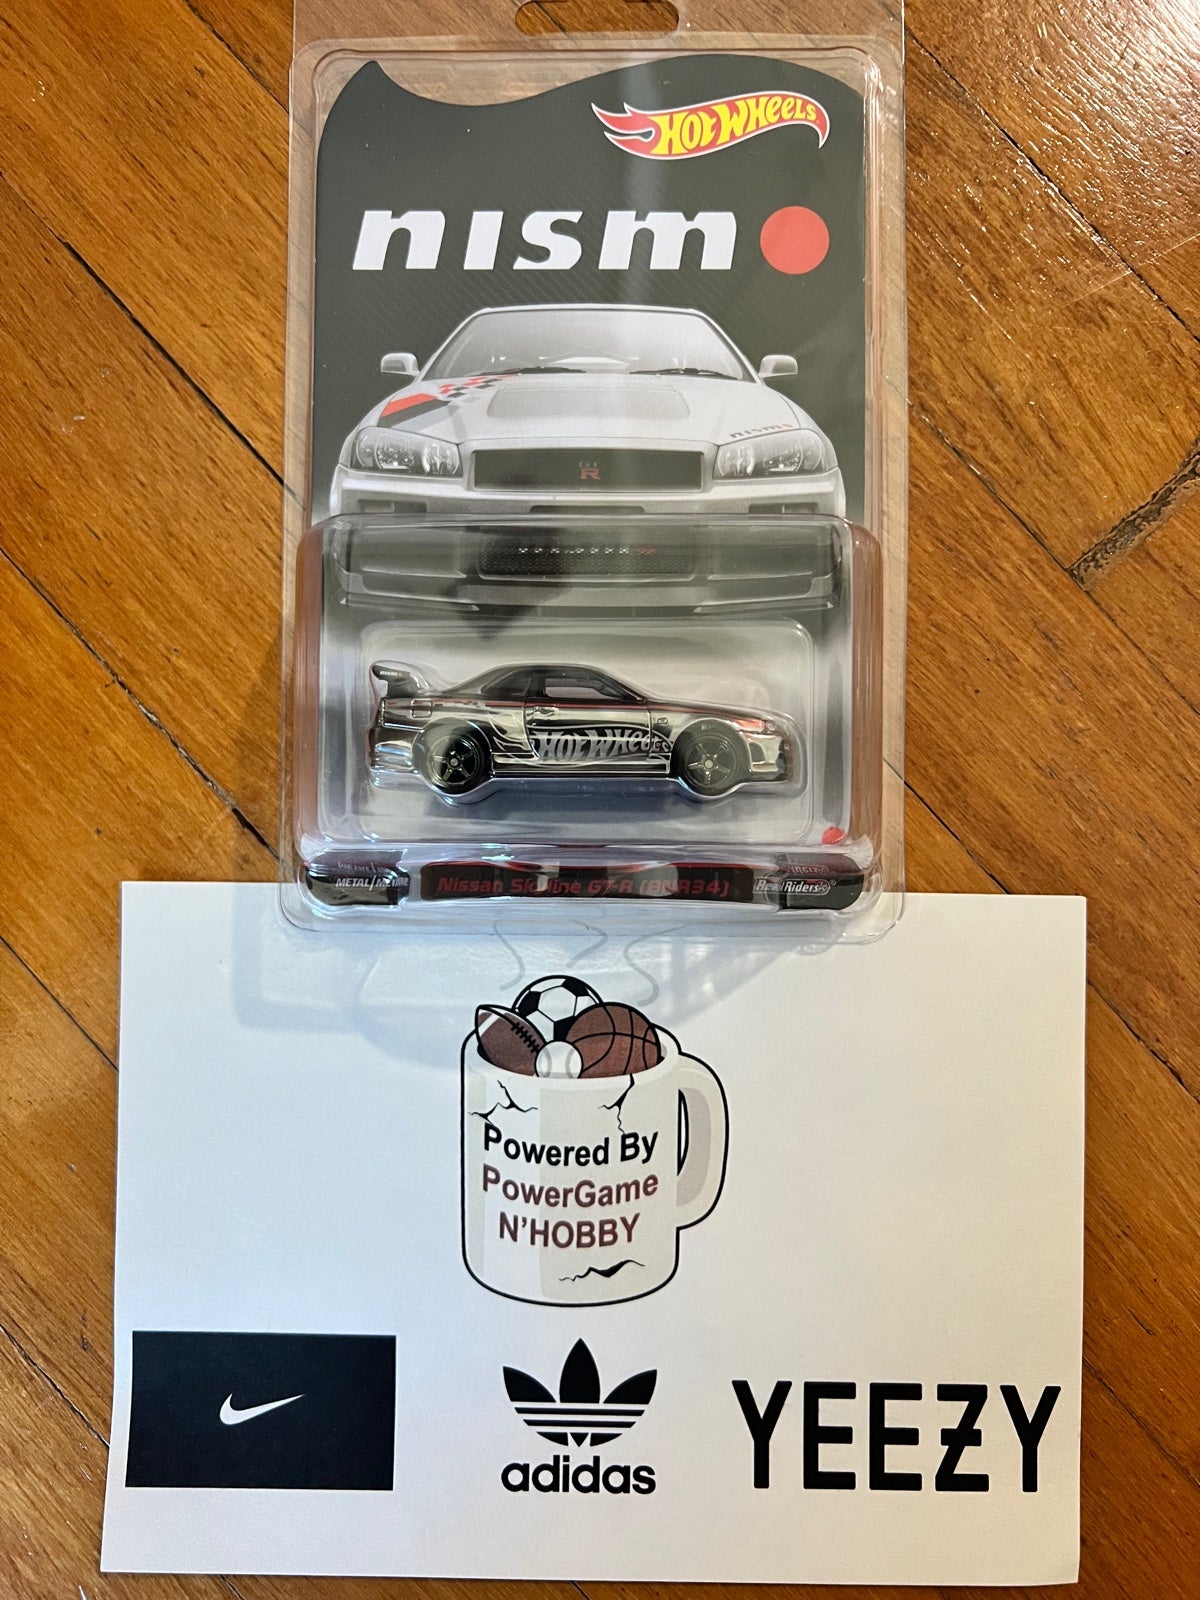 HOT WHEELS
nismo
nismo
GT
R
nismo
HOT WHEELS
METAL/METAL
Nissan Skyline GT-R (BNR34)
Real Riders
Powered By
PowerGame
N'HOBBY
adidas
YEEZY